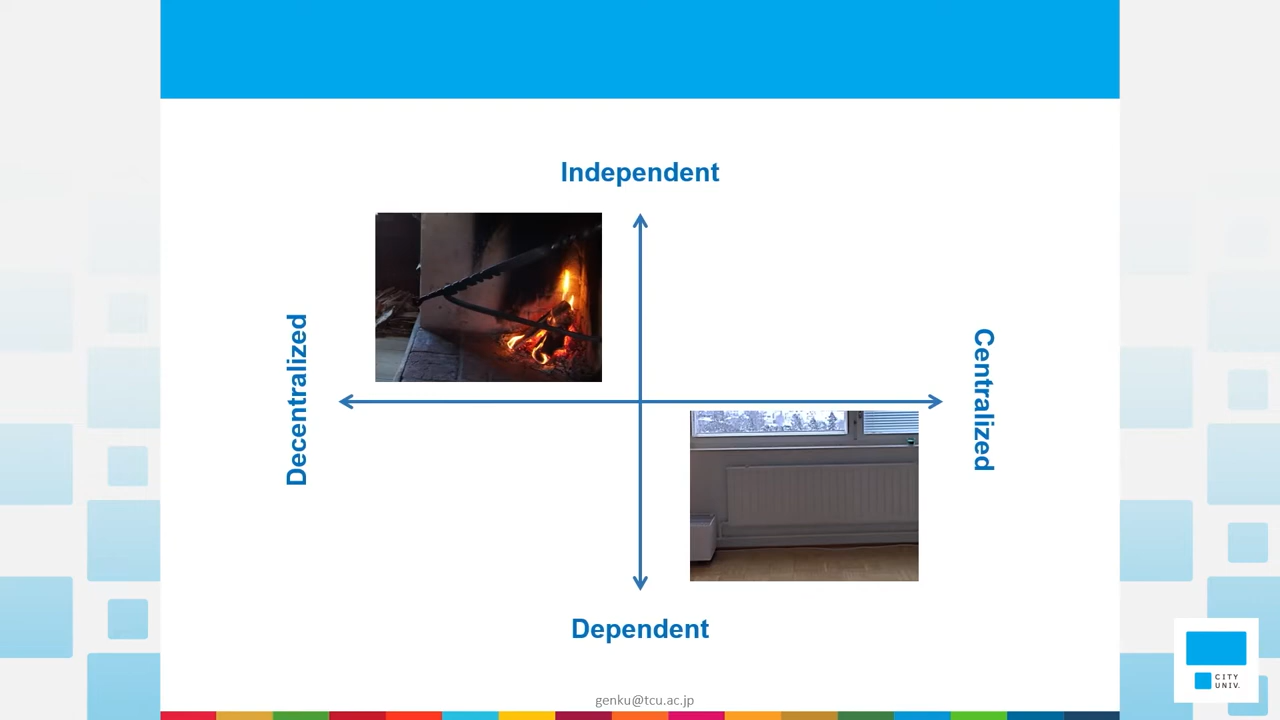 Independent
Decentralized
Centralized
Dependent
genku@tcu.ac.jp
CITY
UNIV.